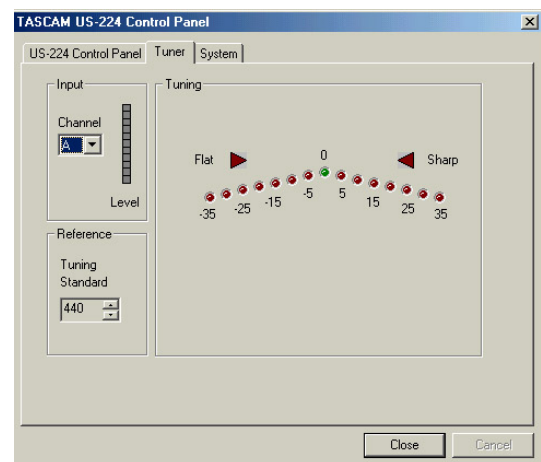 TASCAM US-224 Control Panel
US-224 Control Panel Tuner System
Input
Channel
A
Level
Reference
Tuning
Standard
440
Tuning
Flat 0 Sharp
-35 -25 -15 -5 5 15 25 35
Close Cancel